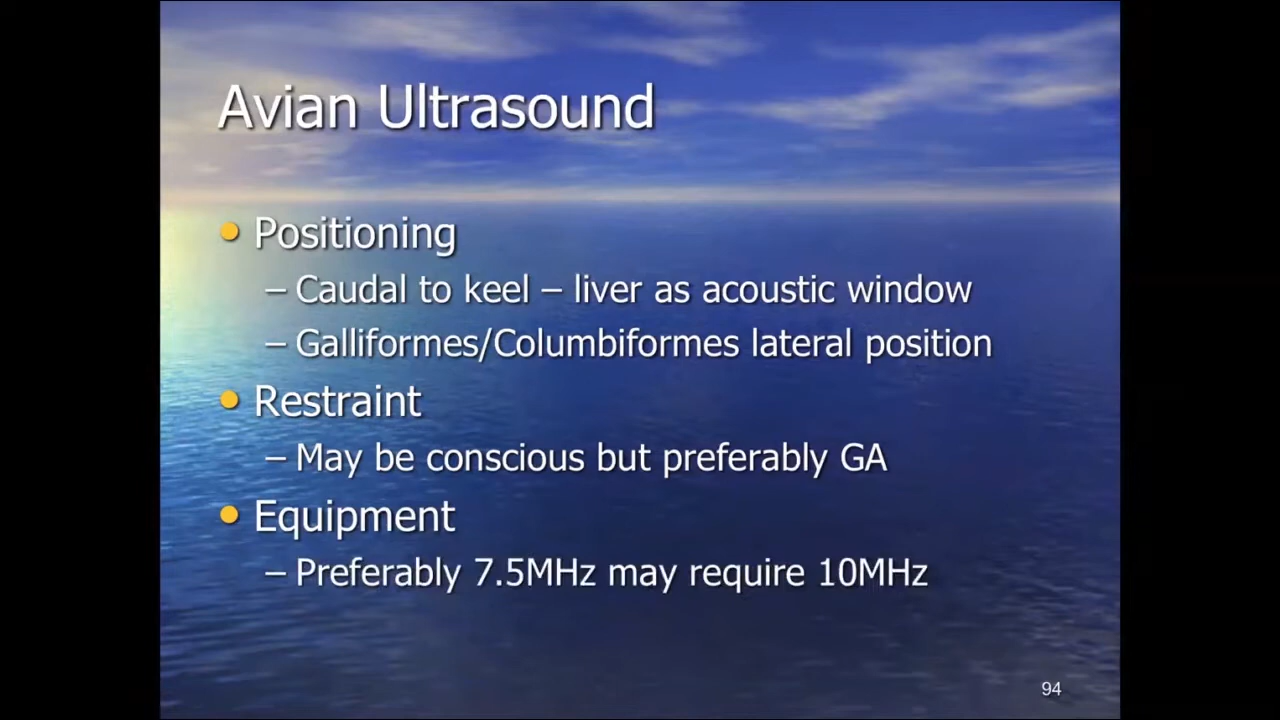 Avian Ultrasound
• Positioning
– Caudal to keel – liver as acoustic window
– Galliformes/Columbiformes lateral position
• Restraint
– May be conscious but preferably GA
• Equipment
– Preferably 7.5MHz may require 10MHz
94